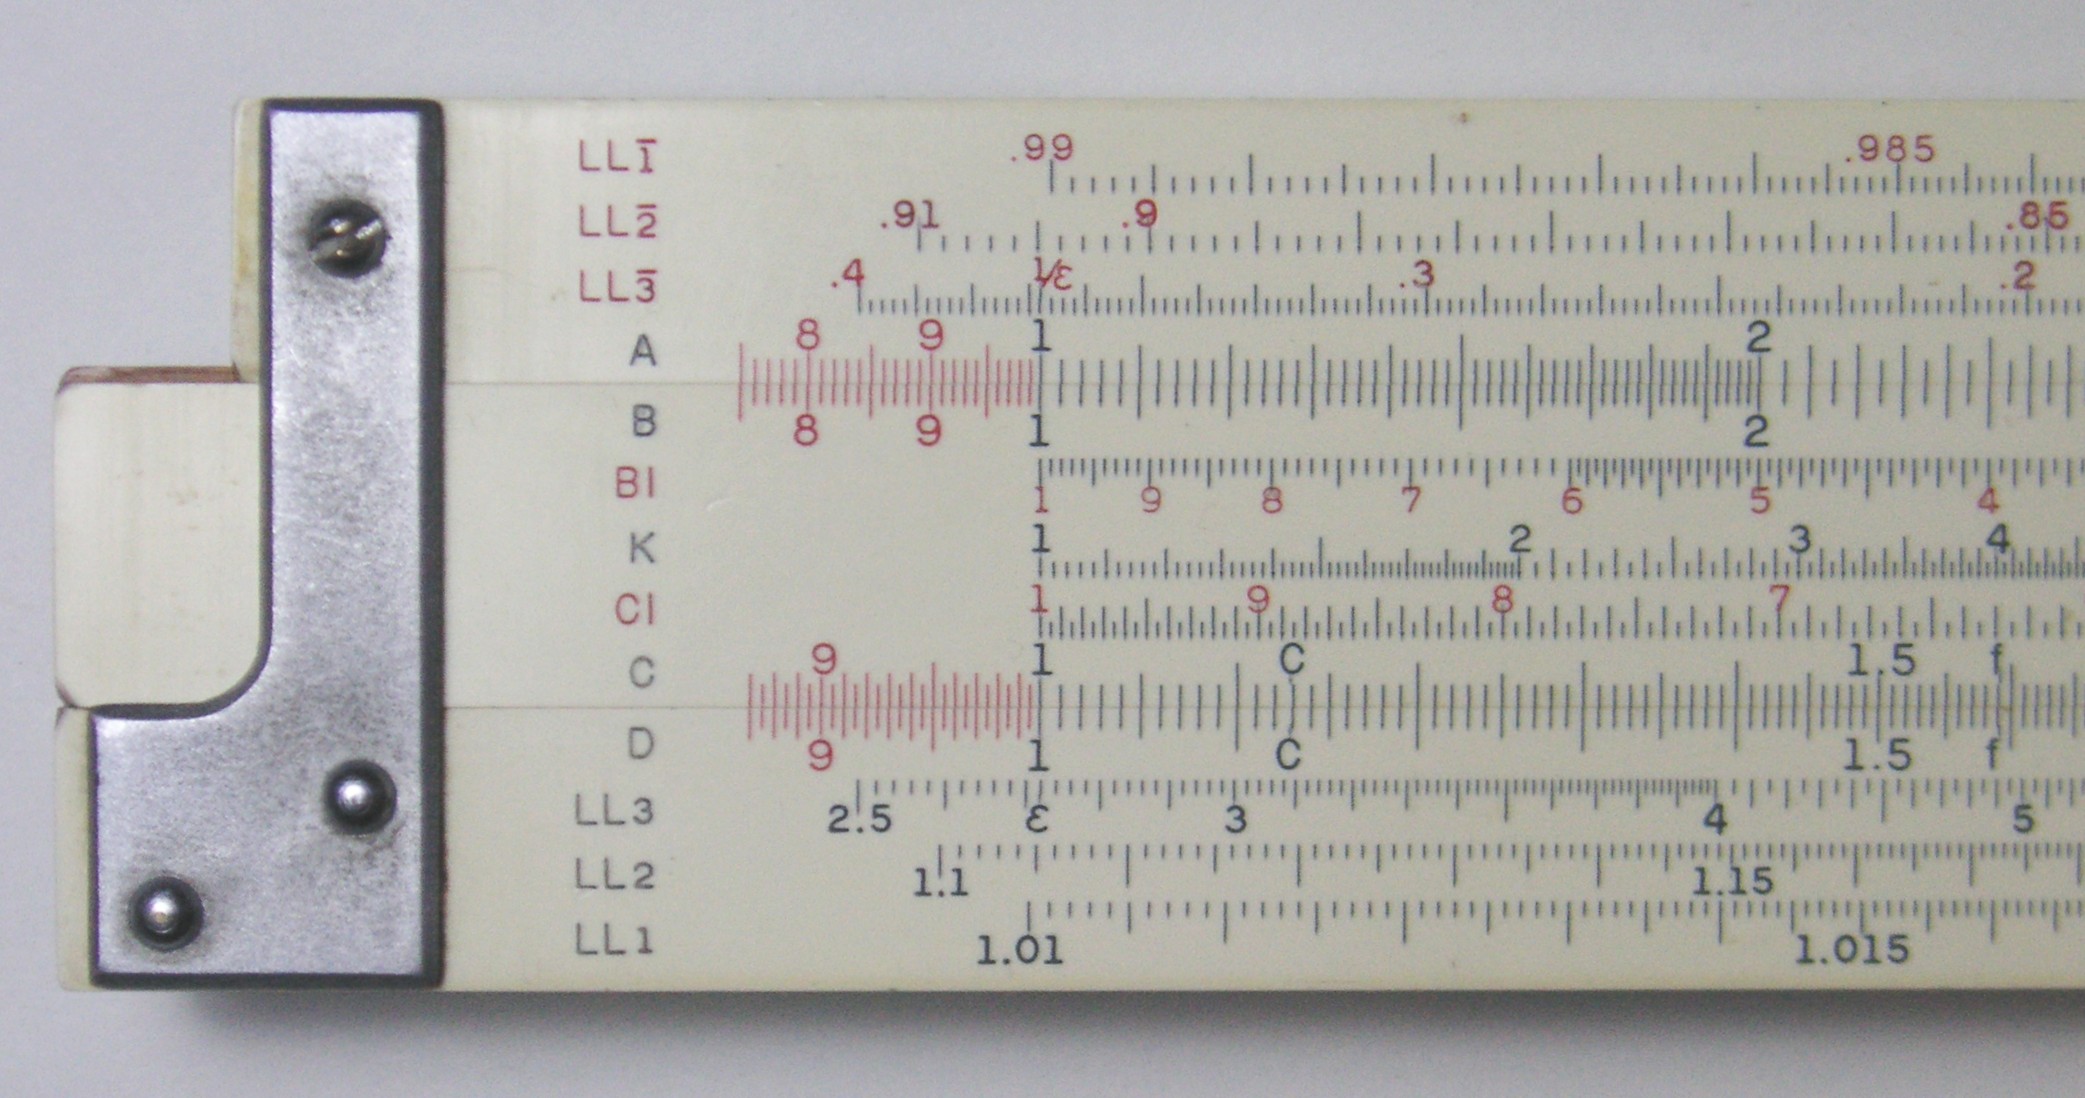 LL1̄ .99 .985
LL2̄ .91 .9 .85
LL3̄ .4 1/ε .3 .2
A 8 9 1 2
B 8 9 1 2
BI 1 9 8 7 6 5 4
K 1 2 3 4
CI 1 9 8 7
C 9 1 C 1.5 f
D 9 1 C 1.5 f
LL3 2.5 ε 3 4 5
LL2 1.1 1.15
LL1 1.01 1.015